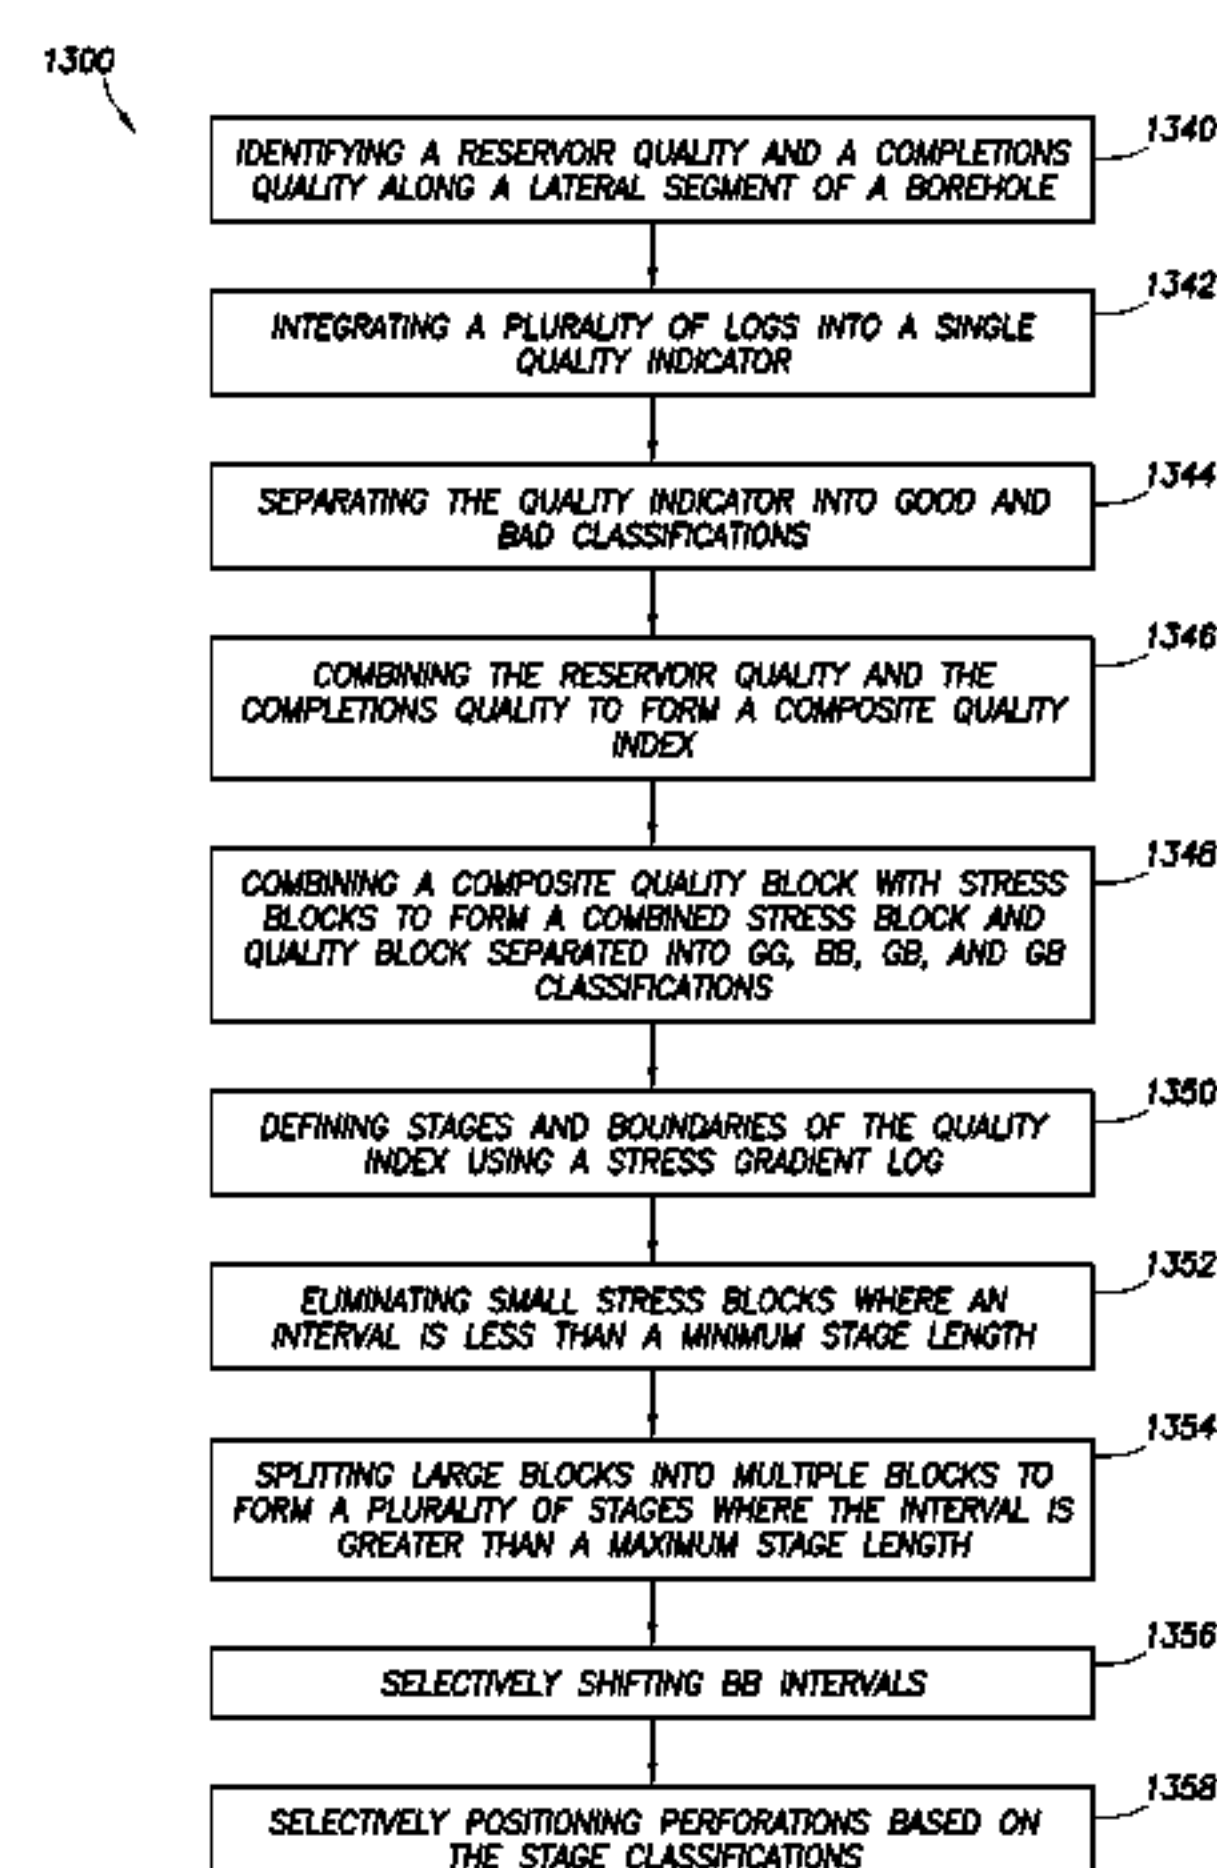 1300
1340
IDENTIFYING A RESERVOIR QUALITY AND A COMPLETIONS
QUALITY ALONG A LATERAL SEGMENT OF A BOREHOLE
1342
INTEGRATING A PLURALITY OF LOGS INTO A SINGLE
QUALITY INDICATOR
1344
SEPARATING THE QUALITY INDICATOR INTO GOOD AND
BAD CLASSIFICATIONS
1346
COMBINING THE RESERVOIR QUALITY AND THE
COMPLETIONS QUALITY TO FORM A COMPOSITE QUALITY
INDEX
1348
COMBINING A COMPOSITE QUALITY BLOCK WITH STRESS
BLOCKS TO FORM A COMBINED STRESS BLOCK AND
QUALITY BLOCK SEPARATED INTO GG, BB, GB, AND GB
CLASSIFICATIONS
1350
DEFINING STAGES AND BOUNDARIES OF THE QUALITY
INDEX USING A STRESS GRADIENT LOG
1352
ELIMINATING SMALL STRESS BLOCKS WHERE AN
INTERVAL IS LESS THAN A MINIMUM STAGE LENGTH
1354
SPLITTING LARGE BLOCKS INTO MULTIPLE BLOCKS TO
FORM A PLURALITY OF STAGES WHERE THE INTERVAL IS
GREATER THAN A MAXIMUM STAGE LENGTH
1356
SELECTIVELY SHIFTING BB INTERVALS
1358
SELECTIVELY POSITIONING PERFORATIONS BASED ON
THE STAGE CLASSIFICATIONS